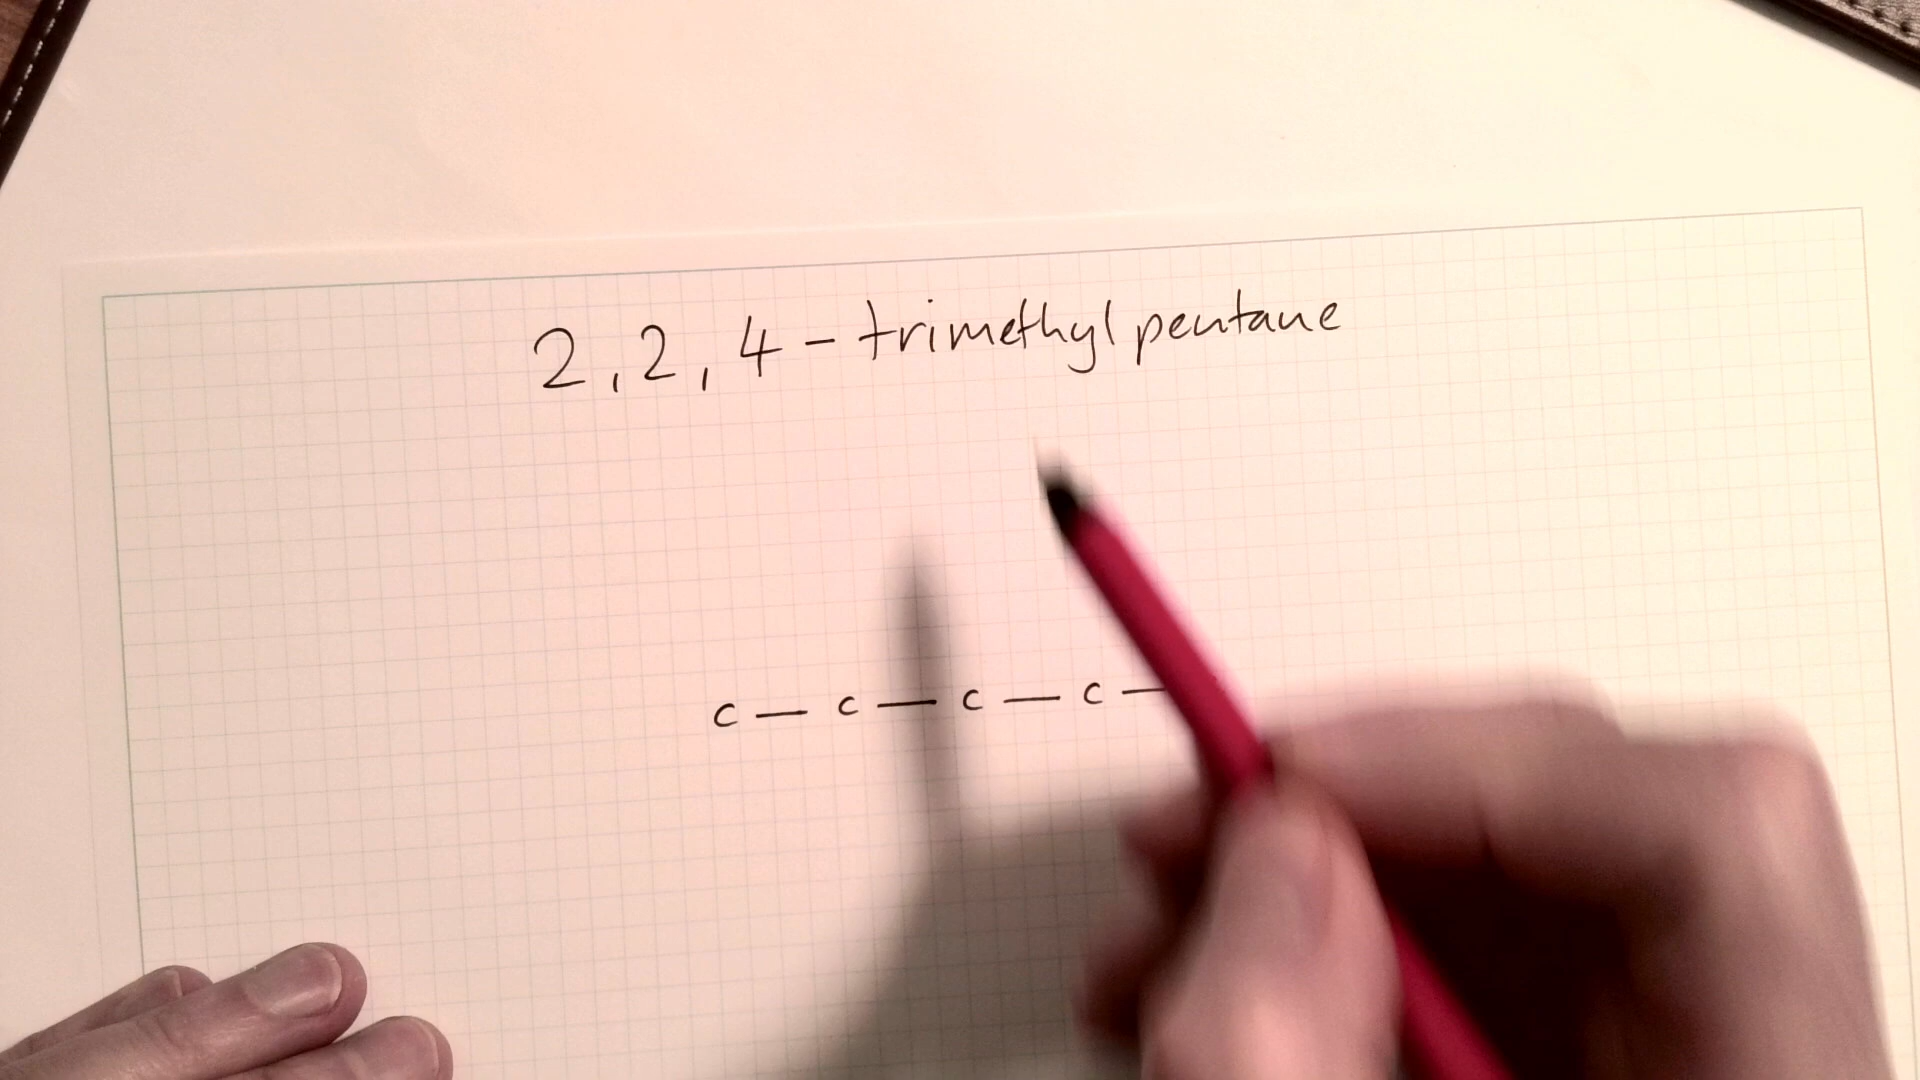 2,2,4-trimethylpentane
c — c — c — c —